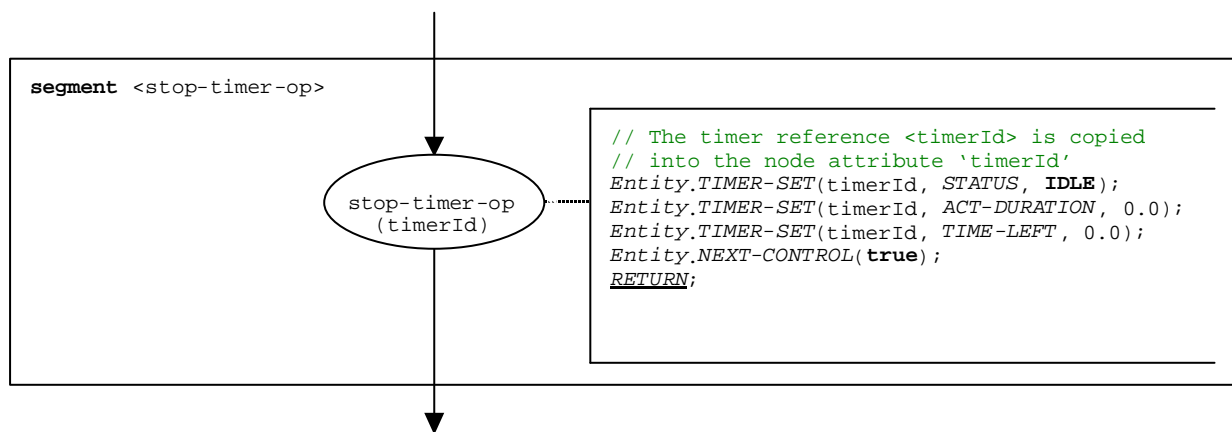 segment <stop-timer-op>
stop-timer-op
(timerId)
// The timer reference <timerId> is copied
// into the node attribute ‘timerId’
Entity.TIMER-SET(timerId, STATUS, IDLE);
Entity.TIMER-SET(timerId, ACT-DURATION, 0.0);
Entity.TIMER-SET(timerId, TIME-LEFT, 0.0);
Entity.NEXT-CONTROL(true);
RETURN;